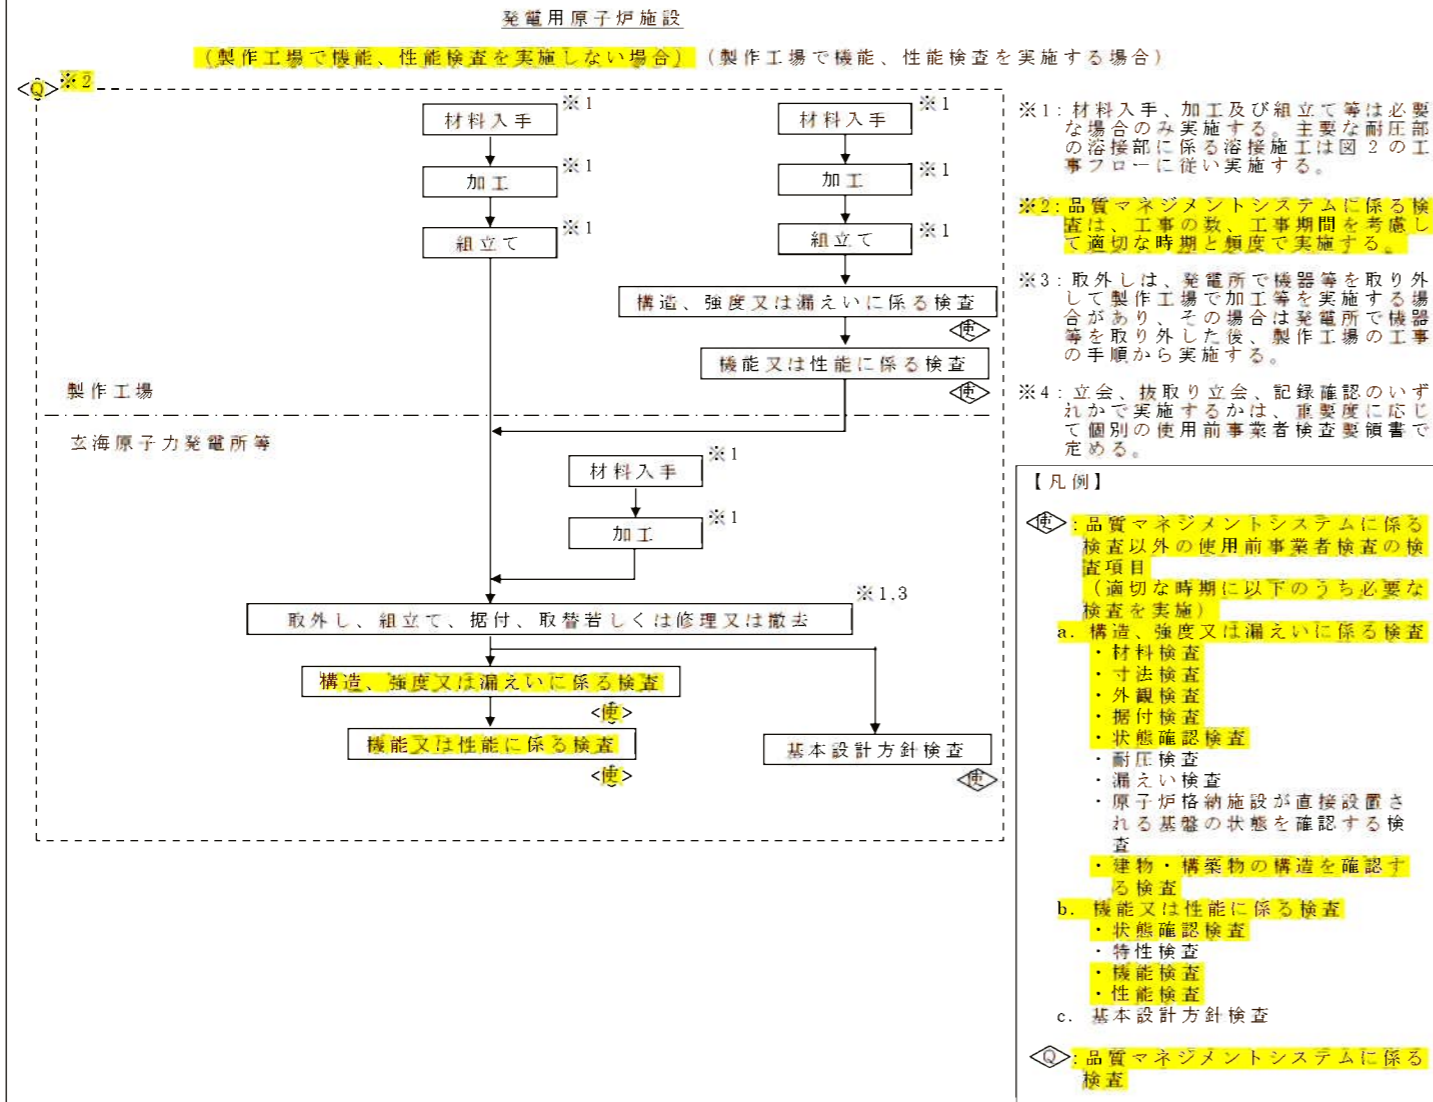 発電用原子炉施設
(製作工場で機能、性能検査を実施しない場合) (製作工場で機能、性能検査を実施する場合)
Q ※2
材料入手 ※1
加工 ※1
組立て ※1
材料入手 ※1
加工 ※1
組立て ※1
構造、強度又は漏えいに係る検査
使
機能又は性能に係る検査
使
製作工場
玄海原子力発電所等
材料入手 ※1
加工 ※1
取外し、組立て、据付、取替若しくは修理又は撤去 ※1,3
構造、強度又は漏えいに係る検査
使
機能又は性能に係る検査
使
基本設計方針検査
使
※1:材料入手、加工及び組立て等は必要
な場合のみ実施する。主要な耐圧部
の溶接部に係る溶接施工は図2の工
事フローに従い実施する。
※2:品質マネジメントシステムに係る検
査は、工事の数、工事期間を考慮し
て適切な時期と頻度で実施する。
※3:取外しは、発電所で機器等を取り外
して製作工場で加工等を実施する場
合があり、その場合は発電所で機器
等を取り外した後、製作工場の工事
の手順から実施する。
※4:立会、抜取り立会、記録確認のいず
れかで実施するかは、重要度に応じ
て個別の使用前事業者検査要領書で
定める。
【凡例】
使:品質マネジメントシステムに係る
検査以外の使用前事業者検査の検
査項目
(適切な時期に以下のうち必要な
検査を実施)
a. 構造、強度又は漏えいに係る検査
・材料検査
・寸法検査
・外観検査
・据付検査
・状態確認検査
・耐圧検査
・漏えい検査
・原子炉格納施設が直接設置さ
れる基盤の状態を確認する検
査
・建物・構築物の構造を確認す
る検査
b. 機能又は性能に係る検査
・状態確認検査
・特性検査
・機能検査
・性能検査
c. 基本設計方針検査
Q:品質マネジメントシステムに係る
検査